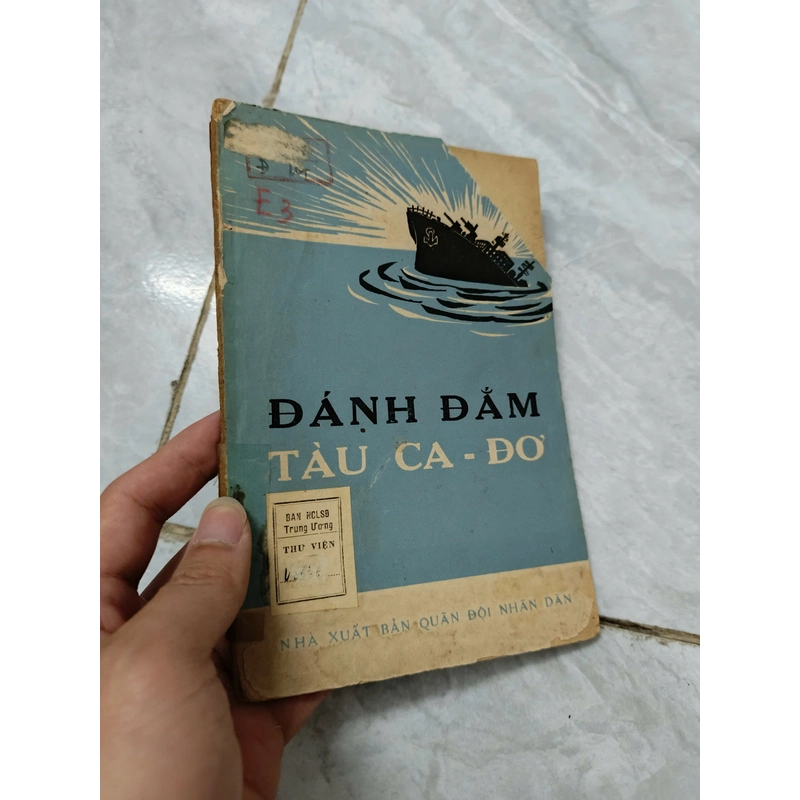 E3
ĐÁNH ĐẮM
TÀU CA-ĐƠ
BAN NCLSĐ
Trung Ương
THƯ VIỆN
NHÀ XUẤT BẢN QUÂN ĐỘI NHÂN DÂN